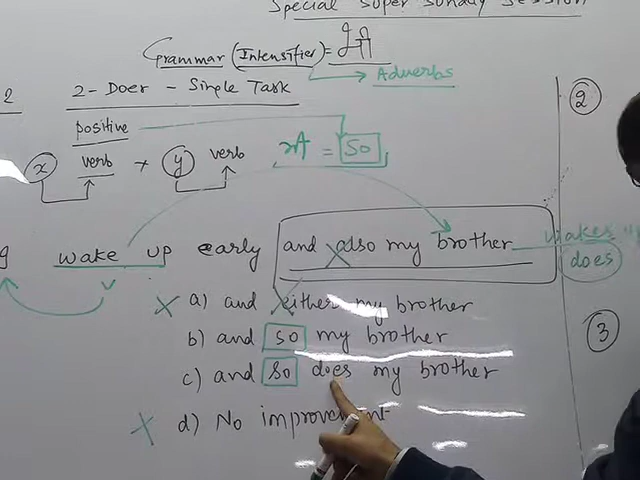 Special Super Sunday Session
Grammar (Intensifier) = भी
Adverbs
2 2-Doer - Simple Task
2
positive
x verb + y verb भी = So
g wake up early and also my brother wakes
does
a) and either my brother
b) and so my brother
3
c) and So does my brother
d) No improvement